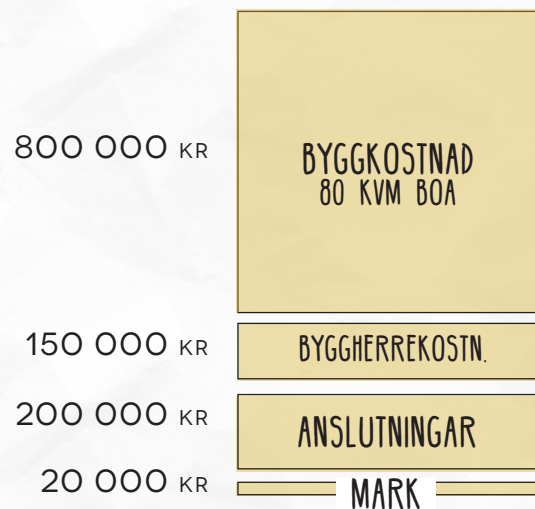 800 000 KR
BYGGKOSTNAD
80 KVM BOA
150 000 KR
BYGGHERREKOSTN.
200 000 KR
ANSLUTNINGAR
20 000 KR
MARK